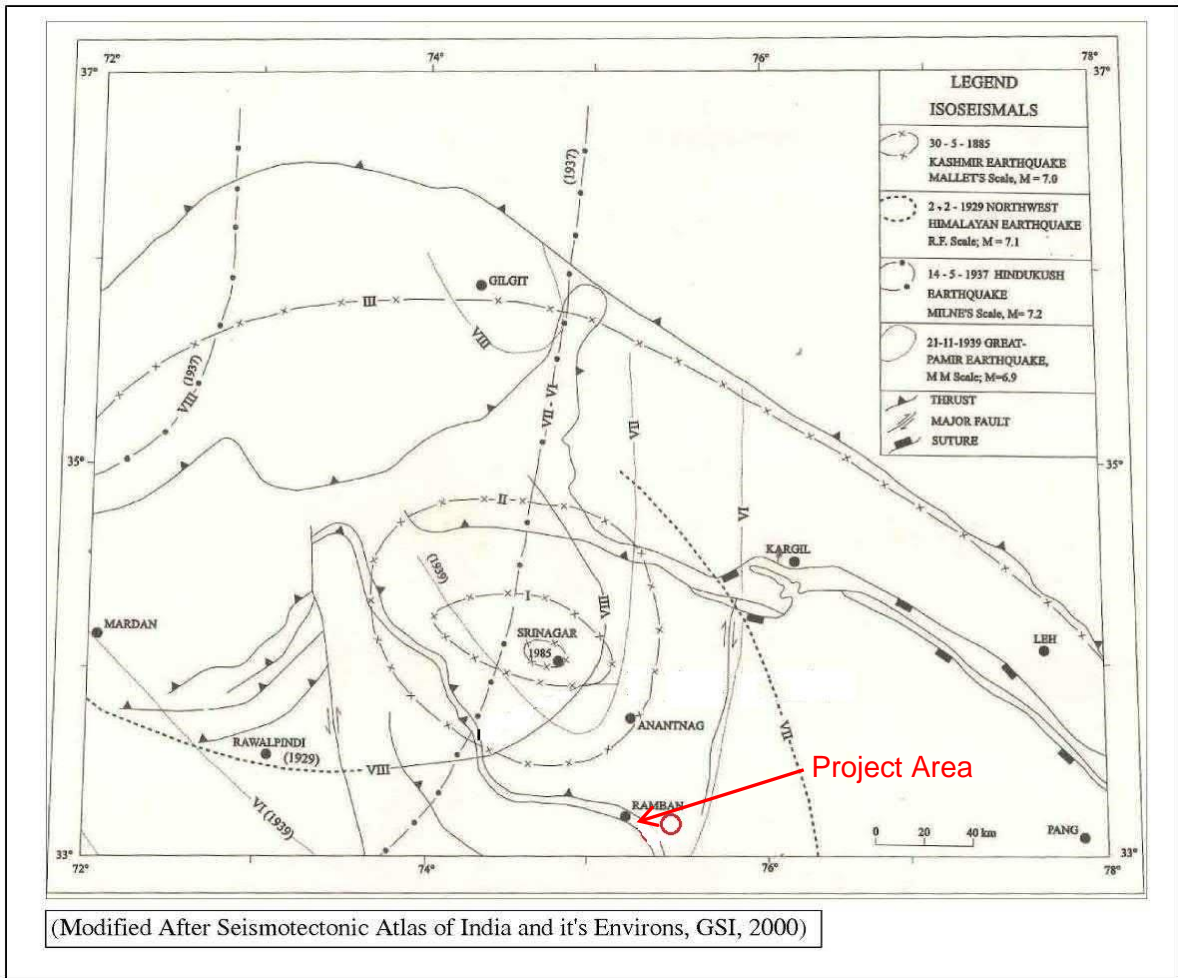 72°
74°
76°
78°
37°
37°
LEGEND
ISOSEISMALS
30 - 5 - 1885
KASHMIR EARTHQUAKE
MALLET'S Scale, M = 7.0
2 - 2 - 1929 NORTHWEST
HIMALAYAN EARTHQUAKE
R.F. Scale; M = 7.1
14 - 5 - 1937 HINDUKUSH
EARTHQUAKE
MILNE'S Scale, M= 7.2
21-11-1939 GREAT-
PAMIR EARTHQUAKE,
M M Scale; M=6.9
THRUST
MAJOR FAULT
SUTURE
(1937)
GILGIT
III
VIII
VIII (1937)
VII - VI
VII
35°
35°
II
VI
KARGIL
(1939)
I
VIII
MARDAN
SRINAGAR
1985
LEH
ANANTNAG
RAWALPINDI
(1929)
VIII
VII
Project Area
VI (1939)
RAMBAN
0 20 40 km
PANG
33°
33°
72°
74°
76°
78°
(Modified After Seismotectonic Atlas of India and it's Environs, GSI, 2000)